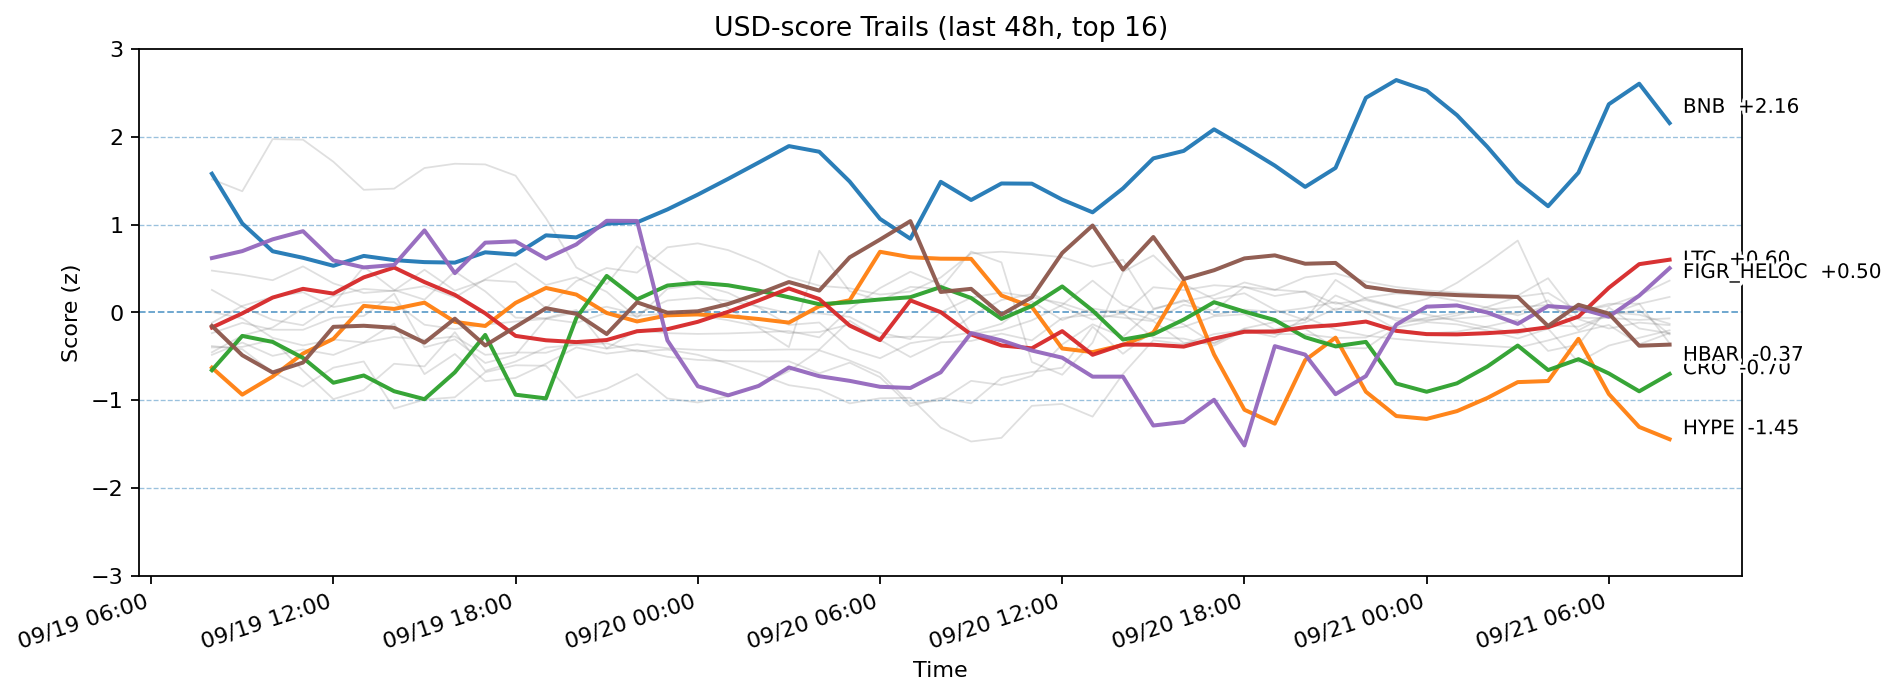 USD-score Trails (last 48h, top 16)
3
2
1
0
−1
−2
−3
Score (z)
BNB +2.16
LTC +0.60
FIGR_HELOC +0.50
HBAR -0.37
CRO -0.70
HYPE -1.45
09/19 06:00
09/19 12:00
09/19 18:00
09/20 00:00
09/20 06:00
09/20 12:00
09/20 18:00
09/21 00:00
09/21 06:00
Time